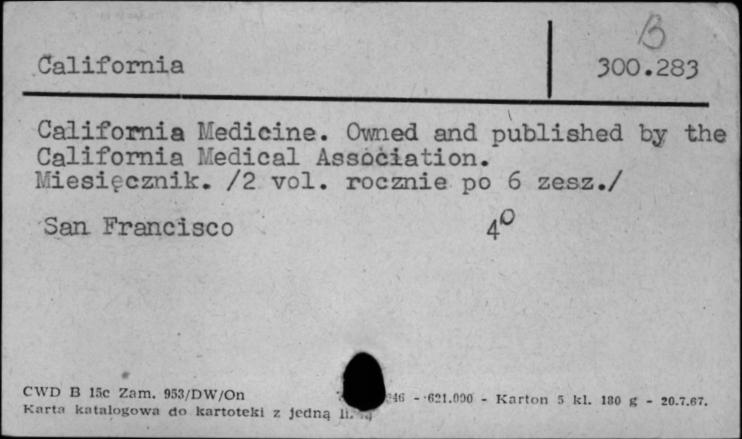 B
California 300.283
California Medicine. Owned and published by the
California Medical Association.
Miesięcznik. /2 vol. rocznie po 6 zesz./
San Francisco 4⁰
CWD B 15c Zam. 953/DW/On 46 - 621.000 - Karton 5 kl. 180 g - 20.7.67.
Karta katalogowa do kartoteki z jedną